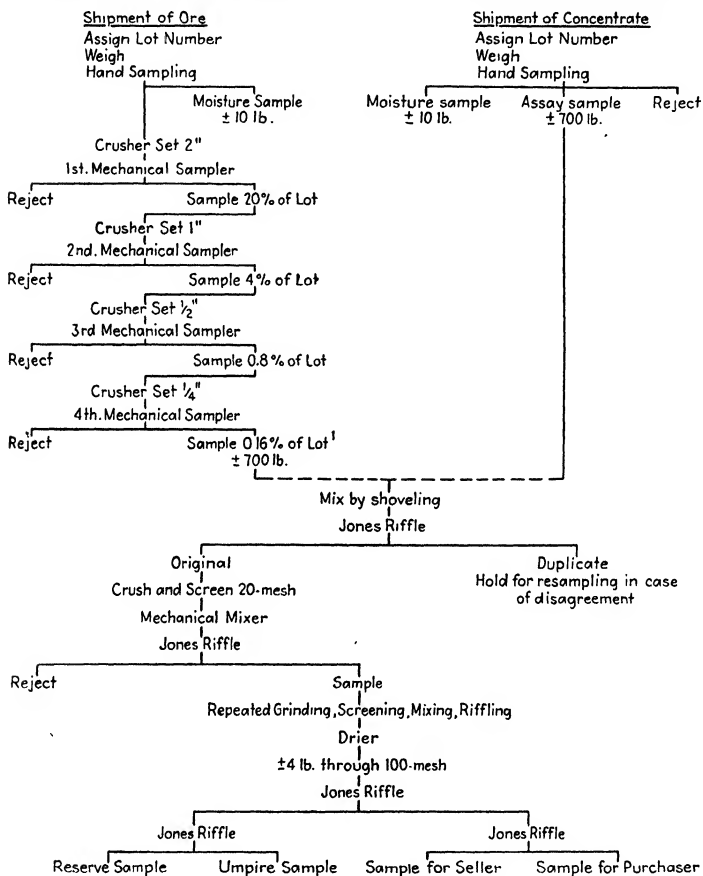 Shipment of Ore
Assign Lot Number
Weigh
Hand Sampling
Moisture Sample
± 10 lb.
Crusher Set 2"
1st. Mechanical Sampler
Reject
Sample 20% of Lot
Crusher Set 1"
2nd. Mechanical Sampler
Reject
Sample 4% of Lot
Crusher Set 1/2"
3rd Mechanical Sampler
Reject
Sample 0.8% of Lot
Crusher Set 1/4"
4th. Mechanical Sampler
Reject
Sample 0.16% of Lot¹
± 700 lb.
Shipment of Concentrate
Assign Lot Number
Weigh
Hand Sampling
Moisture sample
± 10 lb.
Assay sample
± 700 lb.
Reject
Mix by shoveling
Jones Riffle
Original
Crush and Screen 20-mesh
Mechanical Mixer
Jones Riffle
Duplicate
Hold for resampling in case
of disagreement
Reject
Sample
Repeated Grinding, Screening, Mixing, Riffling
Drier
±4 lb. through 100-mesh
Jones Riffle
Jones Riffle
Jones Riffle
Reserve Sample
Umpire Sample
Sample for Seller
Sample for Purchaser